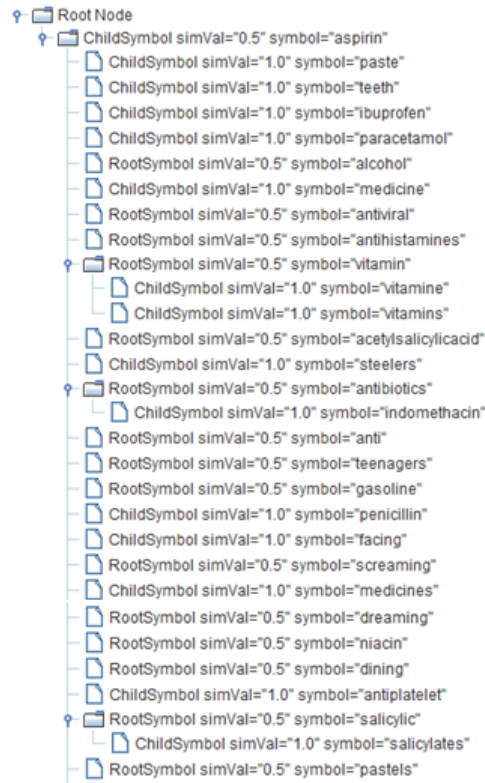 Root Node
ChildSymbol simVal="0.5" symbol="aspirin"
ChildSymbol simVal="1.0" symbol="paste"
ChildSymbol simVal="1.0" symbol="teeth"
ChildSymbol simVal="1.0" symbol="ibuprofen"
ChildSymbol simVal="1.0" symbol="paracetamol"
RootSymbol simVal="0.5" symbol="alcohol"
ChildSymbol simVal="1.0" symbol="medicine"
RootSymbol simVal="0.5" symbol="antiviral"
RootSymbol simVal="0.5" symbol="antihistamines"
RootSymbol simVal="0.5" symbol="vitamin"
ChildSymbol simVal="1.0" symbol="vitamine"
ChildSymbol simVal="1.0" symbol="vitamins"
RootSymbol simVal="0.5" symbol="acetylsalicylicacid"
ChildSymbol simVal="1.0" symbol="steelers"
RootSymbol simVal="0.5" symbol="antibiotics"
ChildSymbol simVal="1.0" symbol="indomethacin"
RootSymbol simVal="0.5" symbol="anti"
RootSymbol simVal="0.5" symbol="teenagers"
RootSymbol simVal="0.5" symbol="gasoline"
ChildSymbol simVal="1.0" symbol="penicillin"
ChildSymbol simVal="1.0" symbol="facing"
RootSymbol simVal="0.5" symbol="screaming"
ChildSymbol simVal="1.0" symbol="medicines"
RootSymbol simVal="0.5" symbol="dreaming"
RootSymbol simVal="0.5" symbol="niacin"
RootSymbol simVal="0.5" symbol="dining"
ChildSymbol simVal="1.0" symbol="antiplatelet"
RootSymbol simVal="0.5" symbol="salicylic"
ChildSymbol simVal="1.0" symbol="salicylates"
RootSymbol simVal="0.5" symbol="pastels"